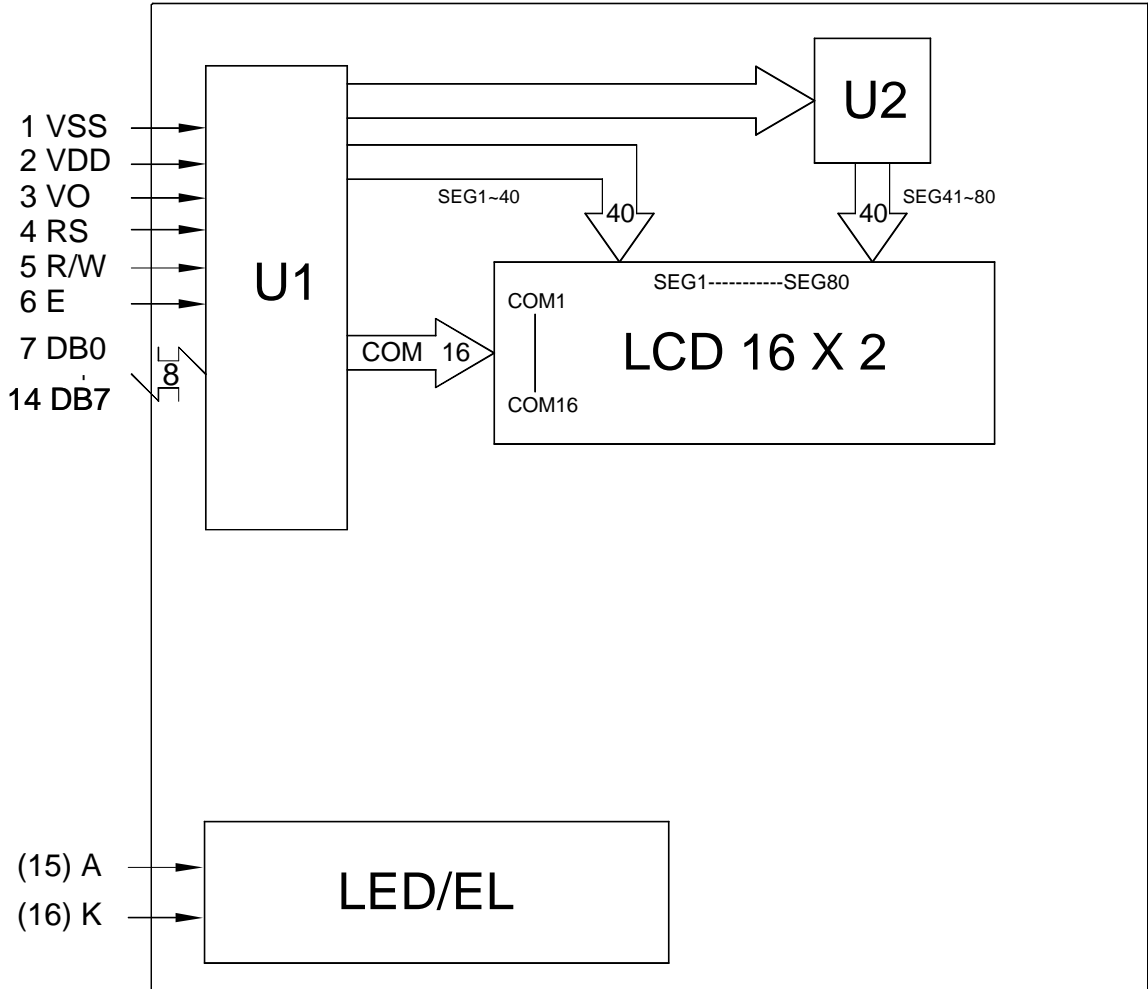 1 VSS
2 VDD
3 VO
4 RS
5 R/W
6 E
7 DB0
14 DB7
8
U1
U2
SEG1~40
40
40
SEG41~80
SEG1-----------SEG80
COM1
COM16
COM 16
LCD 16 X 2
(15) A
(16) K
LED/EL